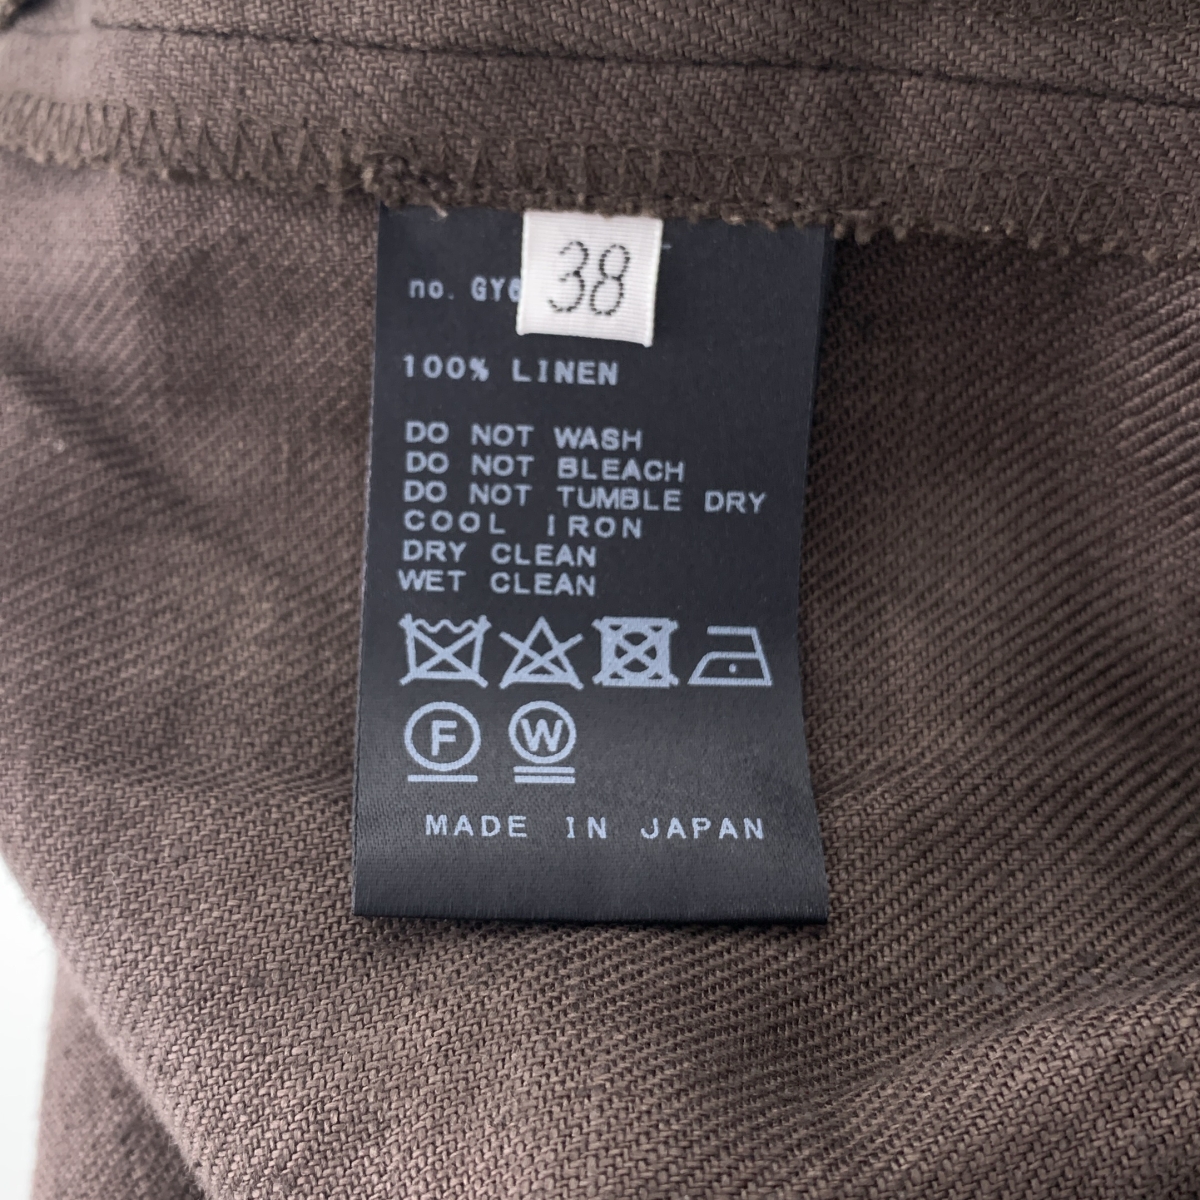 no.
38
100% LINEN
DO NOT WASH
DO NOT BLEACH
DO NOT TUMBLE DRY
COOL IRON
DRY CLEAN
WET CLEAN
F W
MADE IN JAPAN